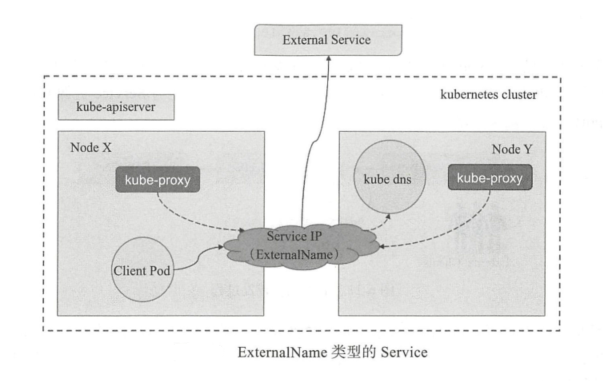 External Service
kubernetes cluster
kube-apiserver
Node X
Node Y
kube-proxy
kube dns
kube-proxy
Service IP
（ExternalName）
Client Pod
ExternalName 类型的 Service